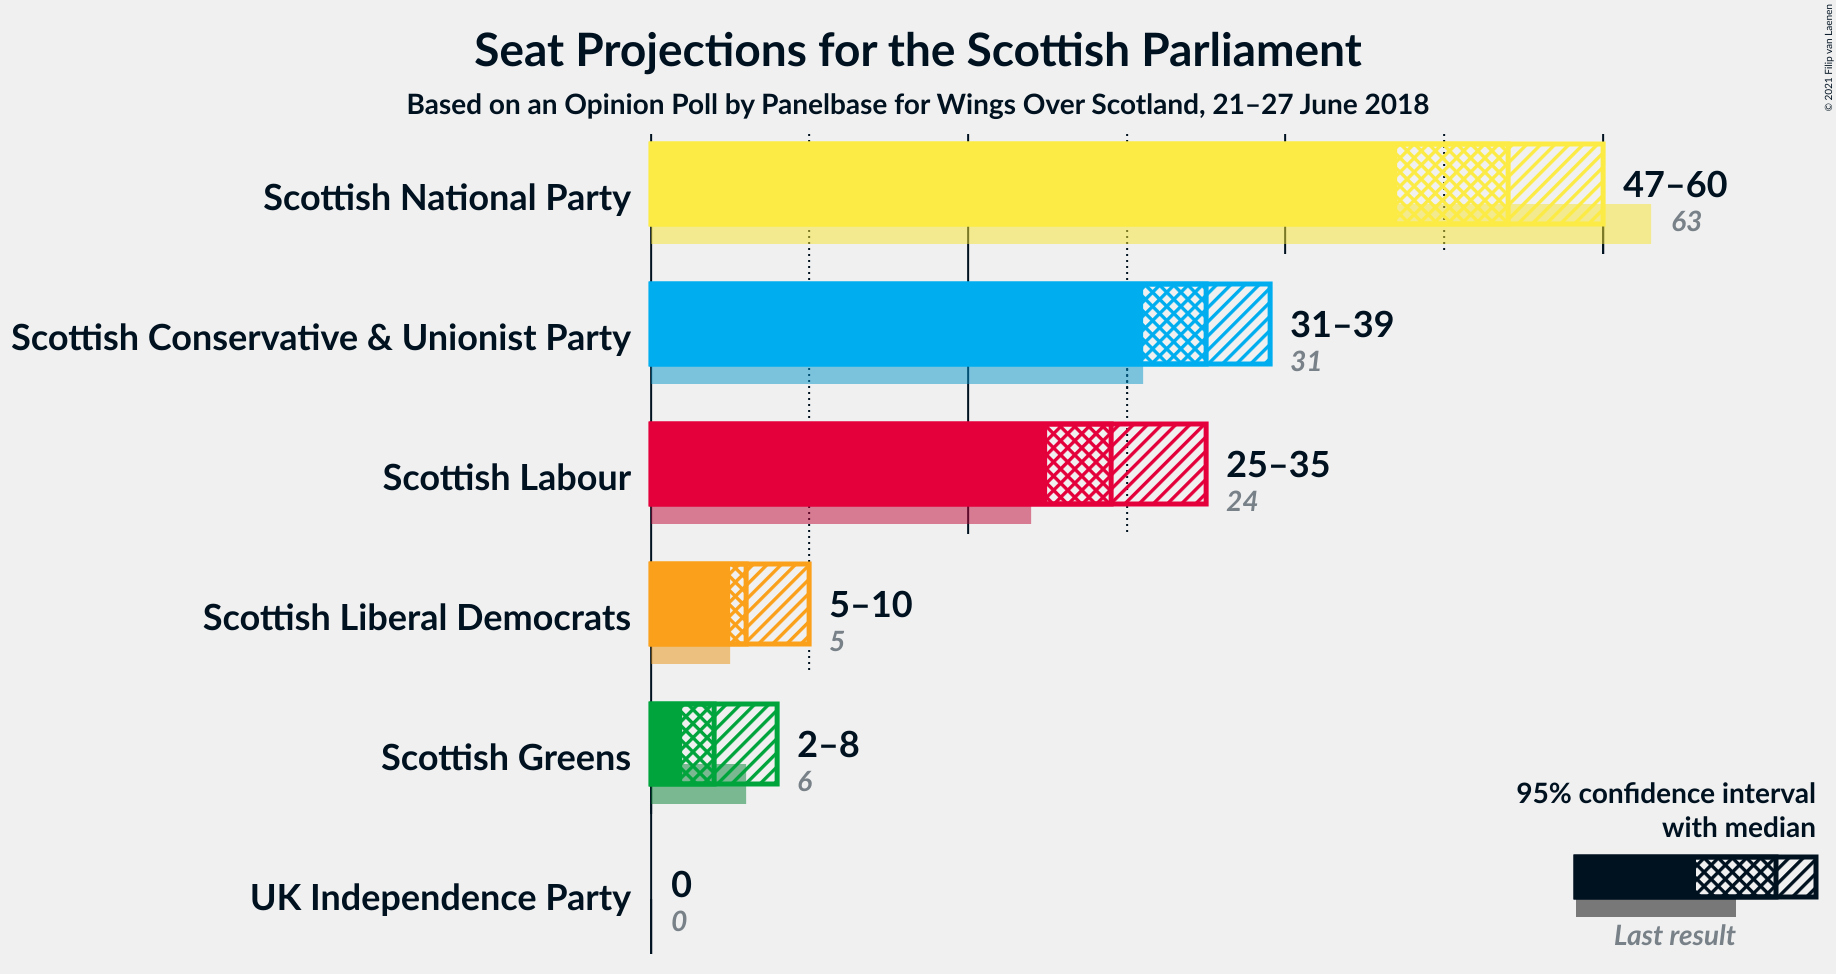 Seat Projections for the Scottish Parliament
Based on an Opinion Poll by Panelbase for Wings Over Scotland, 21–27 June 2018
© 2021 Filip van Laenen
Scottish National Party
47–60
63
Scottish Conservative & Unionist Party
31–39
31
Scottish Labour
25–35
24
Scottish Liberal Democrats
5–10
5
Scottish Greens
2–8
6
UK Independence Party
0
0
95% confidence interval
with median
Last result